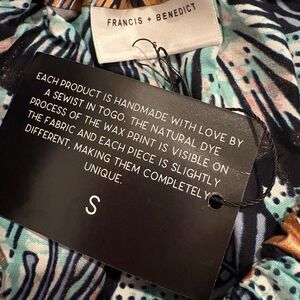 FRANCIS + BENEDICT
EACH PRODUCT IS HANDMADE WITH LOVE BY
A SEWIST IN TOGO. THE NATURAL DYE
PROCESS OF THE WAX PRINT IS VISIBLE ON
THE FABRIC AND EACH PIECE IS SLIGHTLY
DIFFERENT, MAKING THEM COMPLETELY
UNIQUE.
S